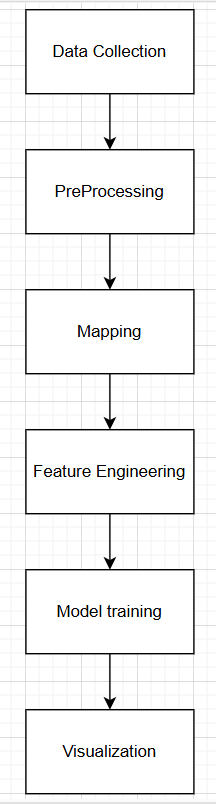 Data Collection
PreProcessing
Mapping
Feature Engineering
Model training
Visualization